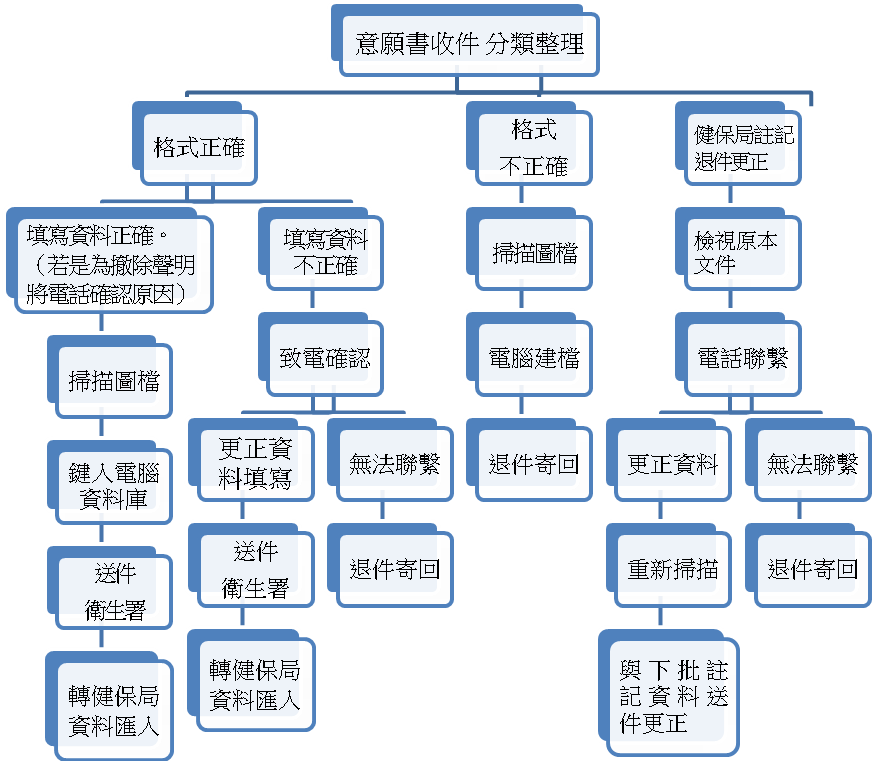 意願書收件 分類整理
格式正確
格式
不正確
健保局註記
退件更正
填寫資料正確。
（若是為撤除聲明
將電話確認原因）
填寫資料
不正確
掃描圖檔
檢視原本
文件
掃描圖檔
致電確認
電腦建檔
電話聯繫
鍵入電腦
資料庫
更正資
料填寫
無法聯繫
退件寄回
更正資料
無法聯繫
送件
衛生署
送件
衛生署
退件寄回
重新掃描
退件寄回
轉健保局
資料匯入
轉健保局
資料匯入
與下批註
記資料送
件更正